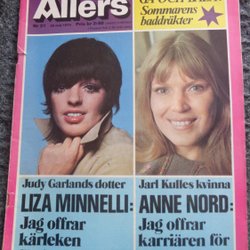 Allers
Sommarens
baddräkter
Judy Garlands dotter
LIZA MINNELLI:
Jag offrar
kärleken
Jarl Kulles kvinna
ANNE NORD:
Jag offrar
karriären för